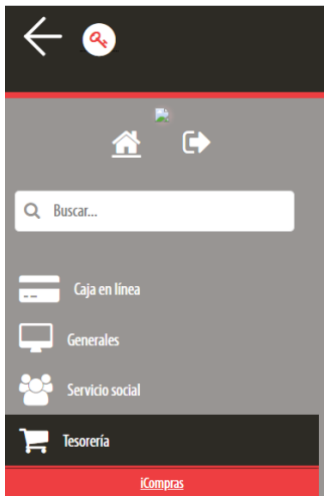 Buscar...
Caja en línea
Generales
Servicio social
Tesorería
iCompras